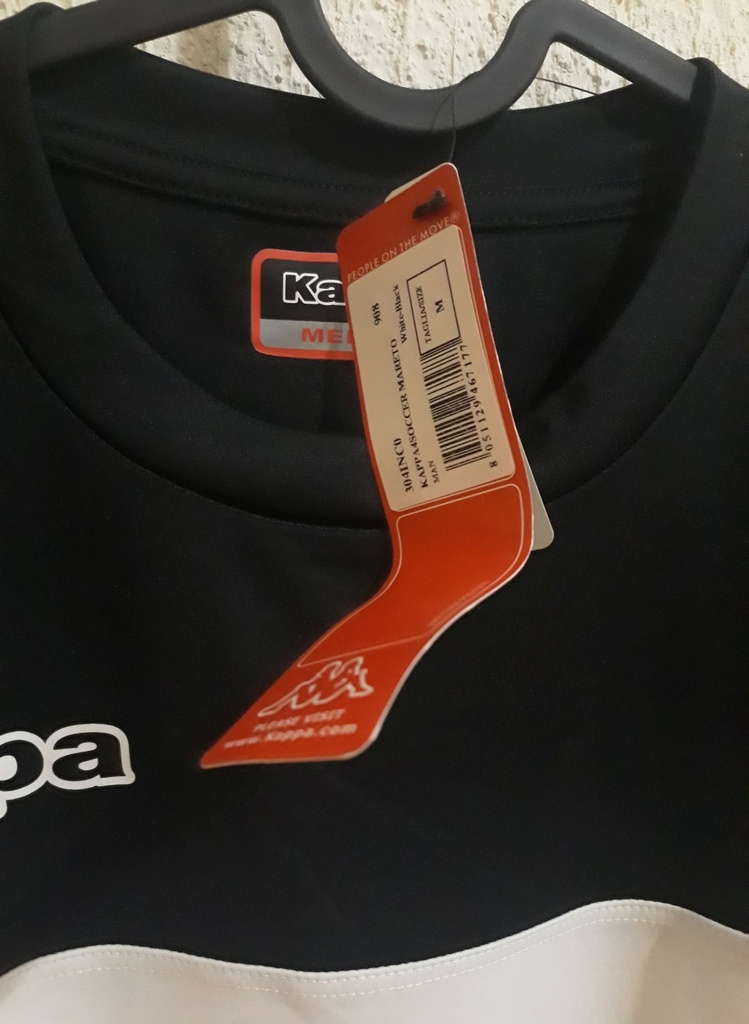 PEOPLE ON THE MOVE®
Ka
ME
304INC0 908
KAPPA4SOCCER MARETO White-Black
MAN
TAGLIA/SIZE
M
8 051129 467177
PLEASE VISIT
www.kappa.com
pa